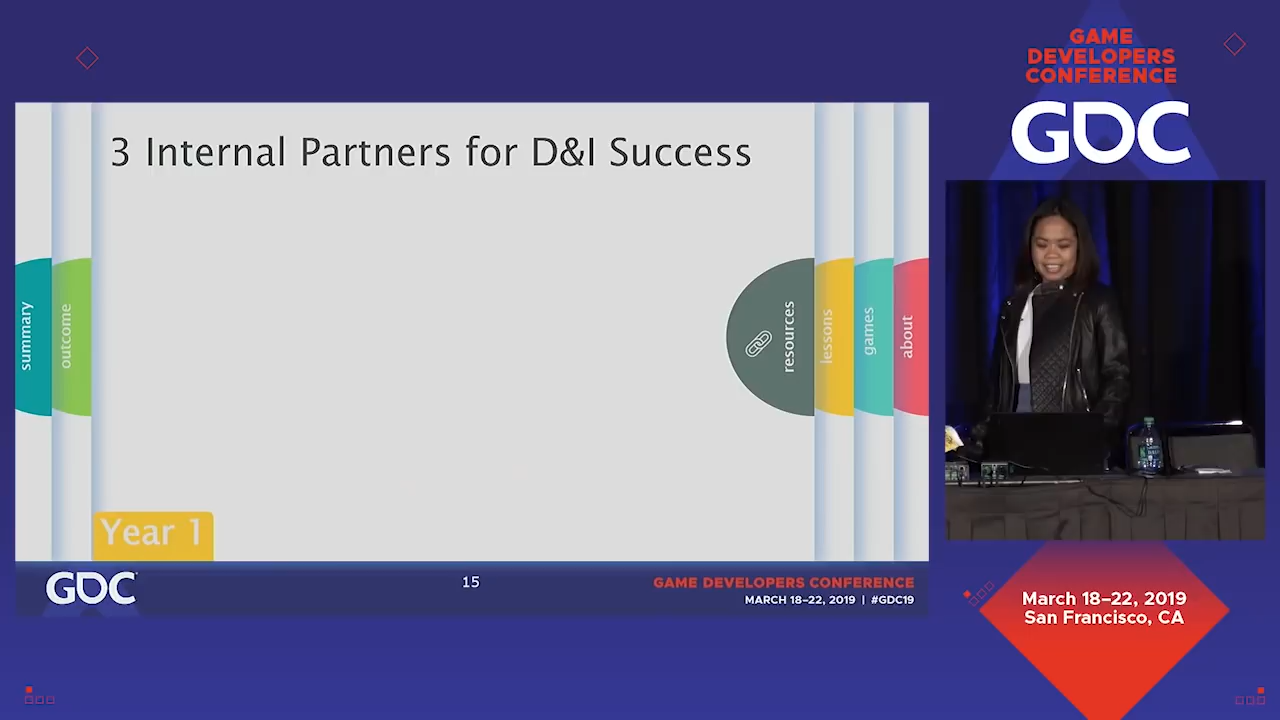 GAME
DEVELOPERS
CONFERENCE
GDC
3 Internal Partners for D&I Success
summary
outcome
resources
lessons
games
about
Year 1
GDC
15
GAME DEVELOPERS CONFERENCE
MARCH 18–22, 2019 | #GDC19
March 18–22, 2019
San Francisco, CA